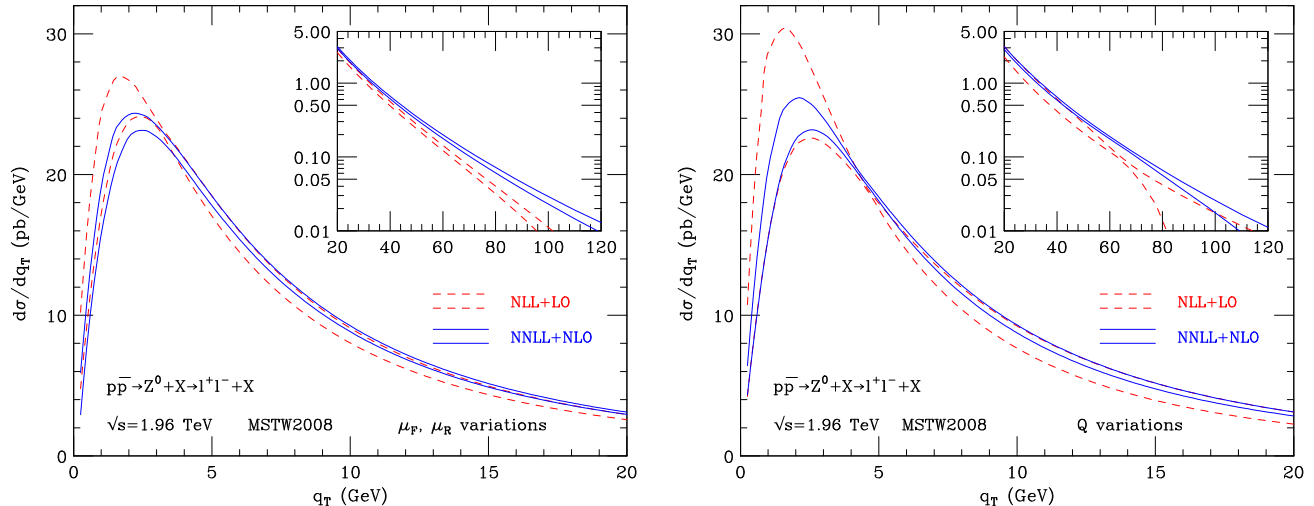 30
20
10
0
dσ/dq_T (pb/GeV)
5.00
1.00
0.50
0.10
0.05
0.01
20 40 60 80 100 120
NLL+LO
NNLL+NLO
pp̅→Z⁰+X→l⁺l⁻+X
√s=1.96 TeV MSTW2008 μ_F, μ_R variations
0 5 10 15 20
q_T (GeV)
30
20
10
0
dσ/dq_T (pb/GeV)
5.00
1.00
0.50
0.10
0.05
0.01
20 40 60 80 100 120
NLL+LO
NNLL+NLO
pp̅→Z⁰+X→l⁺l⁻+X
√s=1.96 TeV MSTW2008 Q variations
0 5 10 15 20
q_T (GeV)